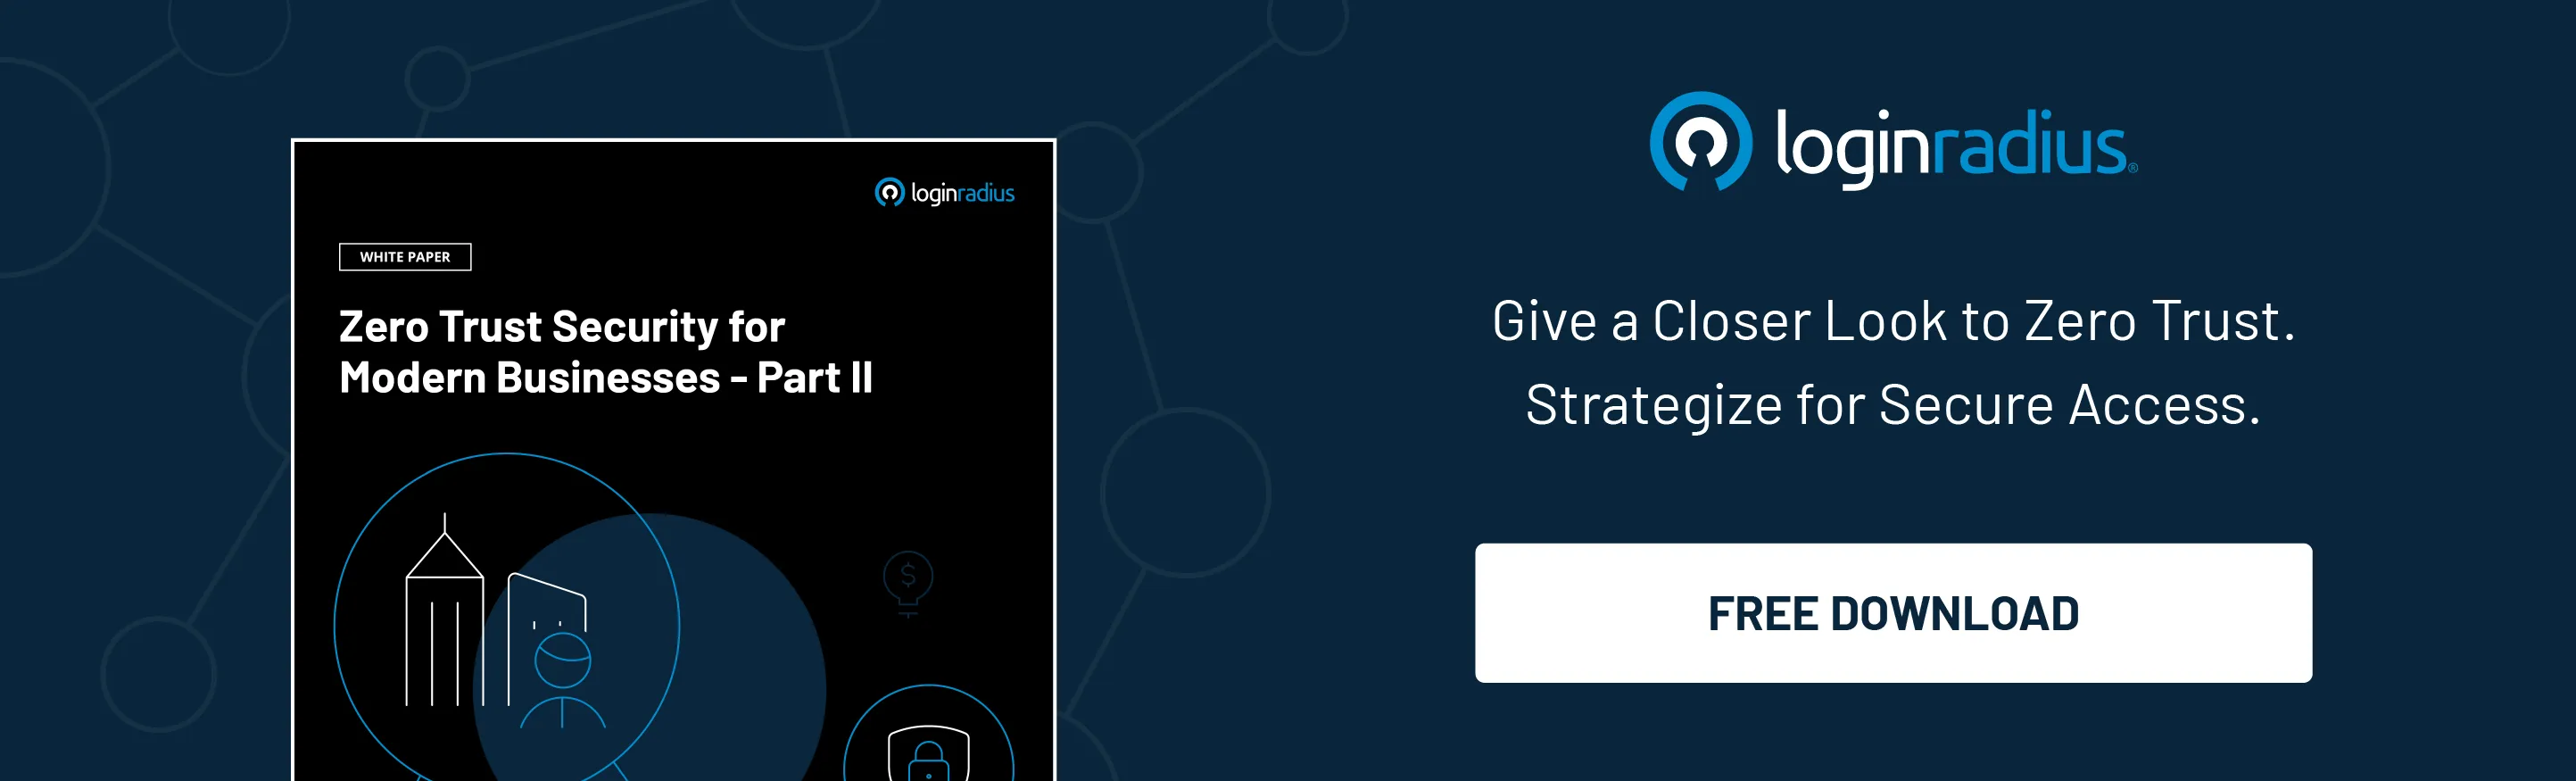 loginradius
WHITE PAPER
Zero Trust Security for
Modern Businesses - Part II
$
loginradius®
Give a Closer Look to Zero Trust.
Strategize for Secure Access.
FREE DOWNLOAD